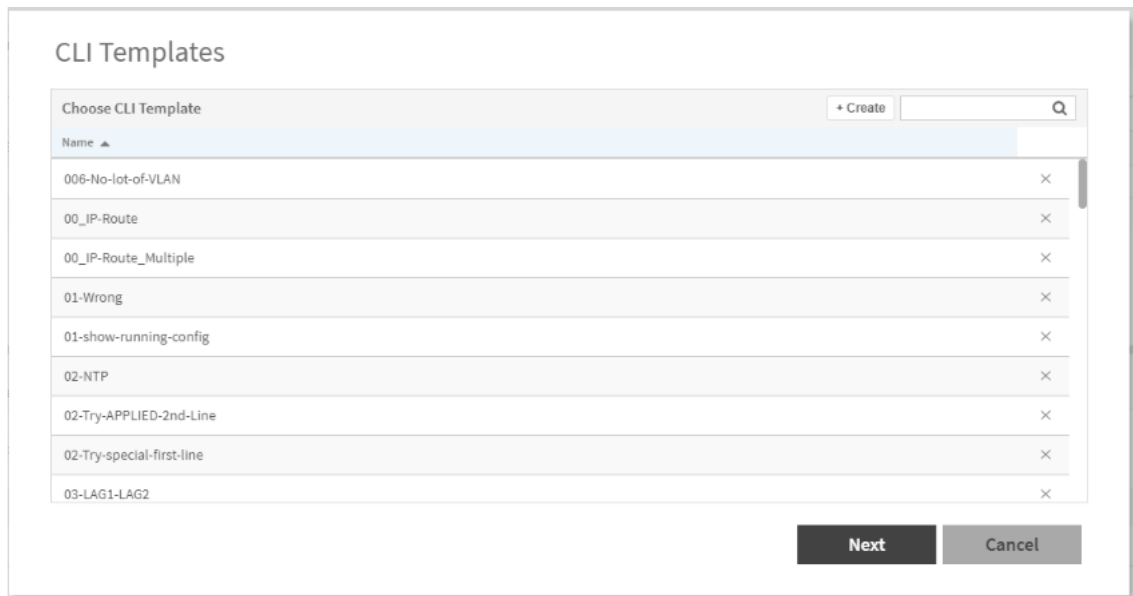 CLI Templates
Choose CLI Template
+ Create
Name
006-No-lot-of-VLAN
00_IP-Route
00_IP-Route_Multiple
01-Wrong
01-show-running-config
02-NTP
02-Try-APPLIED-2nd-Line
02-Try-special-first-line
03-LAG1-LAG2
Next
Cancel